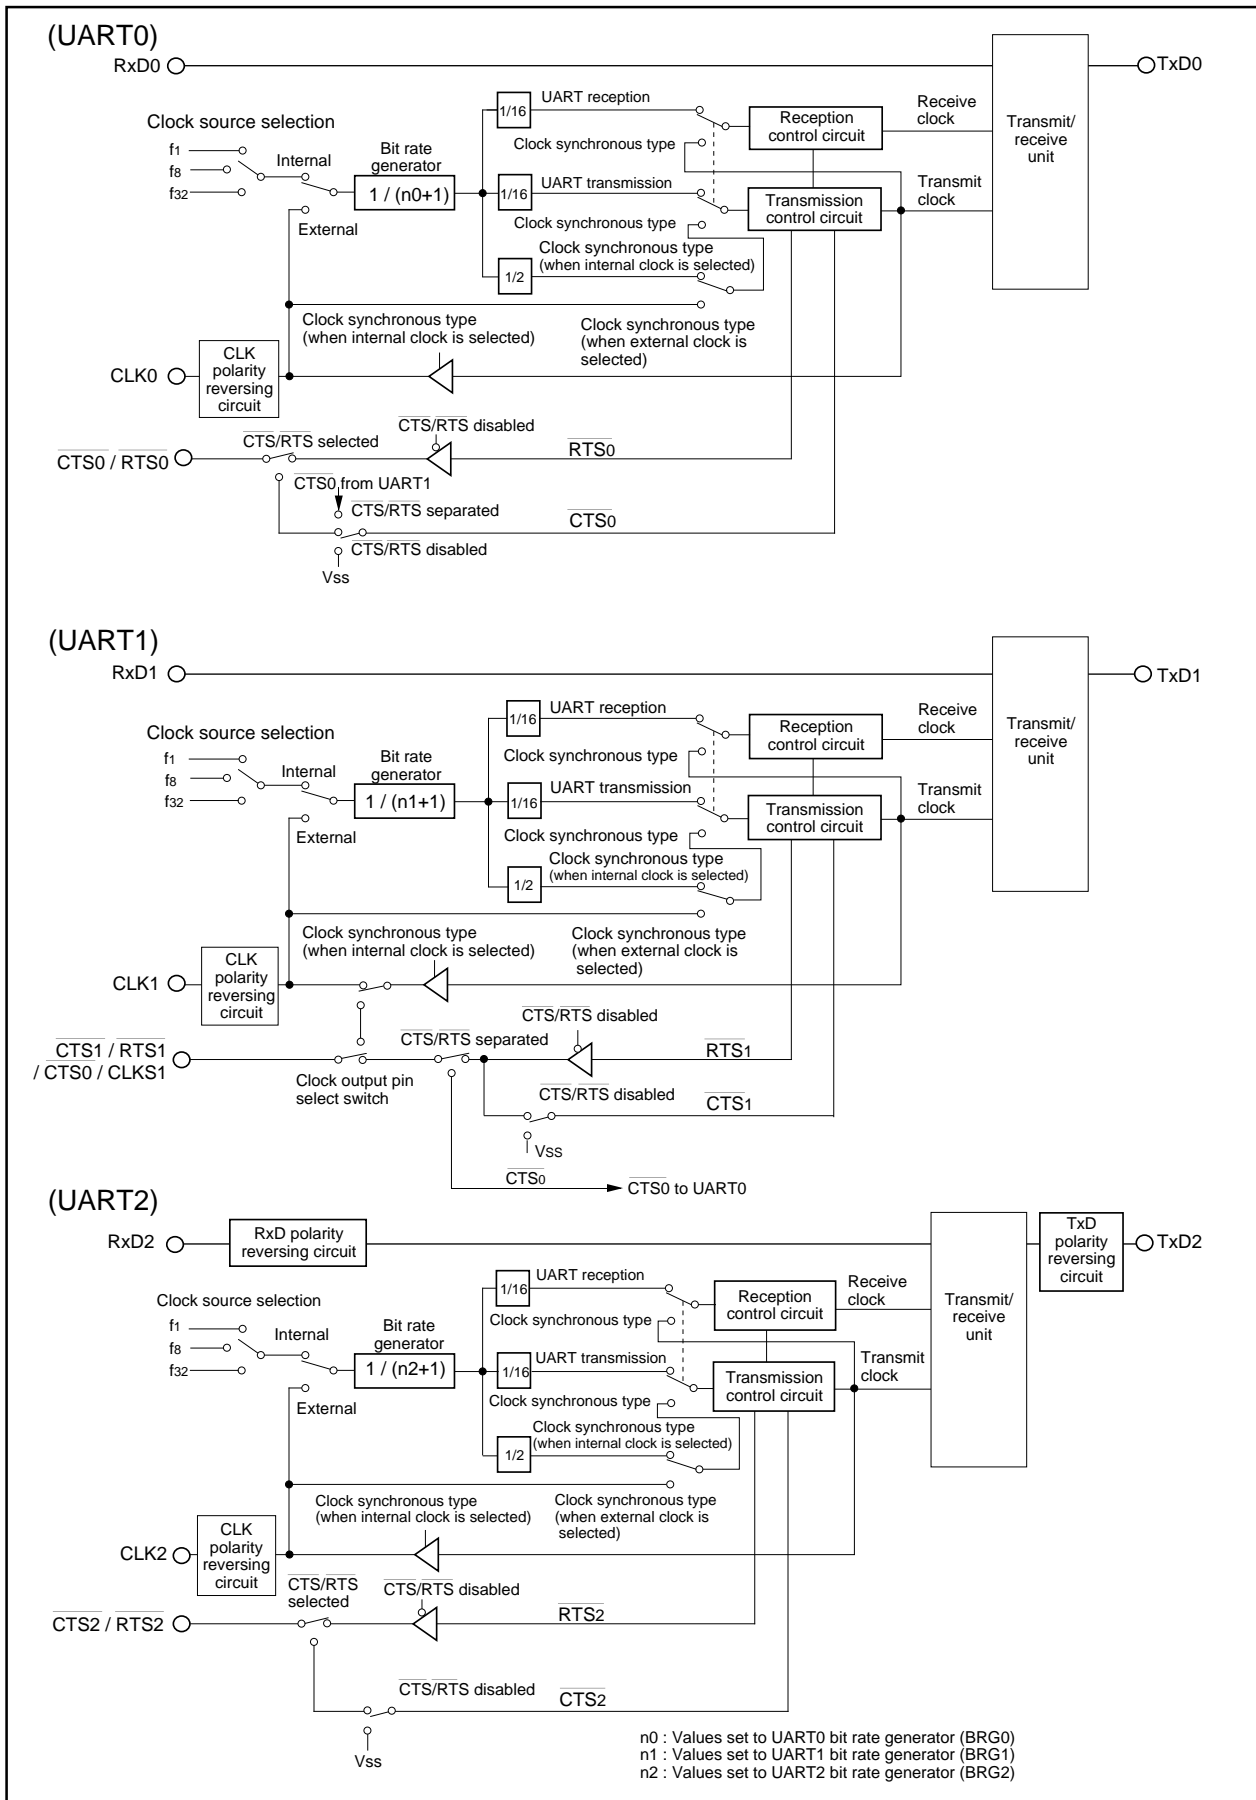 (UART0)
RxD0
TxD0
Clock source selection
f1
f8
f32
Internal
External
Bit rate
generator
1 / (n0+1)
1/16
UART reception
Clock synchronous type
1/16
UART transmission
Clock synchronous type
1/2
Clock synchronous type
(when internal clock is selected)
Reception
control circuit
Transmission
control circuit
Receive
clock
Transmit
clock
Transmit/
receive
unit
Clock synchronous type
(when internal clock is selected)
Clock synchronous type
(when external clock is
selected)
CLK0
CLK
polarity
reversing
circuit
CTS0 / RTS0
CTS/RTS selected
CTS/RTS disabled
RTS0
CTS0 from UART1
CTS/RTS separated
CTS0
CTS/RTS disabled
Vss
(UART1)
RxD1
TxD1
Clock source selection
f1
f8
f32
Internal
External
Bit rate
generator
1 / (n1+1)
1/16
UART reception
Clock synchronous type
1/16
UART transmission
Clock synchronous type
1/2
Clock synchronous type
(when internal clock is selected)
Reception
control circuit
Transmission
control circuit
Receive
clock
Transmit
clock
Transmit/
receive
unit
Clock synchronous type
(when internal clock is selected)
Clock synchronous type
(when external clock is
selected)
CLK1
CLK
polarity
reversing
circuit
CTS1 / RTS1
/ CTS0 / CLKS1
Clock output pin
select switch
CTS/RTS separated
CTS/RTS disabled
RTS1
CTS/RTS disabled
CTS1
VSS
CTS0
CTS0 to UART0
(UART2)
RxD2
RxD polarity
reversing circuit
TxD
polarity
reversing
circuit
TxD2
Clock source selection
f1
f8
f32
Internal
External
Bit rate
generator
1 / (n2+1)
1/16
UART reception
Clock synchronous type
1/16
UART transmission
Clock synchronous type
1/2
Clock synchronous type
(when internal clock is selected)
Reception
control circuit
Transmission
control circuit
Receive
clock
Transmit
clock
Transmit/
receive
unit
Clock synchronous type
(when internal clock is selected)
Clock synchronous type
(when external clock is
selected)
CLK2
CLK
polarity
reversing
circuit
CTS2 / RTS2
CTS/RTS
selected
CTS/RTS disabled
RTS2
CTS/RTS disabled
CTS2
Vss
n0 : Values set to UART0 bit rate generator (BRG0)
n1 : Values set to UART1 bit rate generator (BRG1)
n2 : Values set to UART2 bit rate generator (BRG2)